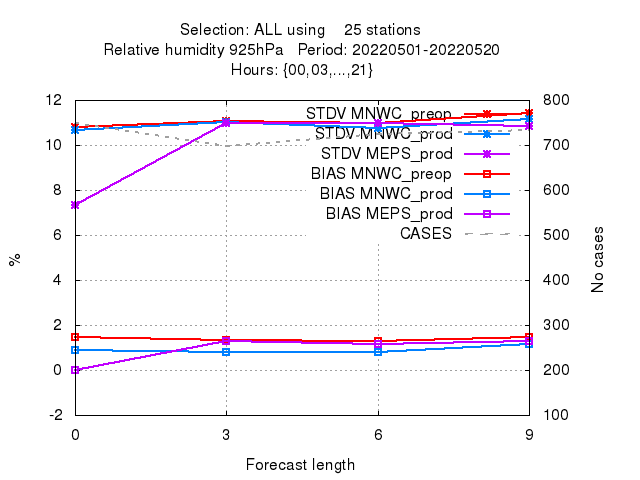 Selection: ALL using 25 stations
Relative humidity 925hPa Period: 20220501-20220520
Hours: {00,03,...,21}
12
10
8
6
4
2
0
-2
%
800
700
600
500
400
300
200
100
No cases
STDV MNWC_preop
STDV MNWC_prod
STDV MEPS_prod
BIAS MNWC_preop
BIAS MNWC_prod
BIAS MEPS_prod
CASES
0 3 6 9
Forecast length